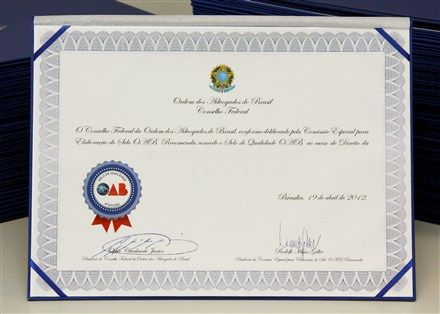 Ordem dos Advogados do Brasil
Conselho Federal
O Conselho Federal da Ordem dos Advogados do Brasil, conforme deliberado pela Comissão Especial para
Elaboração do Selo OAB Recomenda, concede o Selo de Qualidade OAB ao curso de Direito da
OAB
Brasília, 19 de abril de 2012.
Ophir Cavalcante Junior
Presidente do Conselho Federal da Ordem dos Advogados do Brasil
Presidente da Comissão Especial para Elaboração do Selo OAB Recomenda